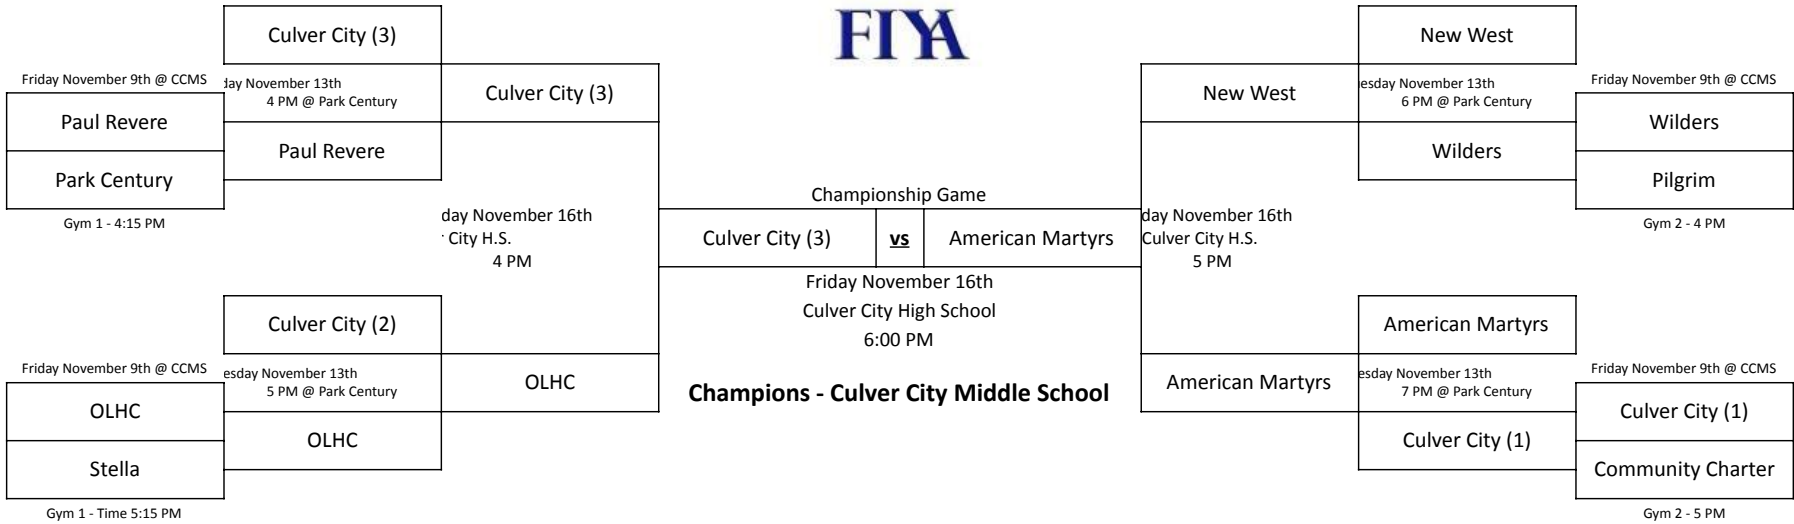 FIYA
Culver City (3)
Friday November 9th @ CCMS
day November 13th
4 PM @ Park Century
Paul Revere
Culver City (3)
Paul Revere
Park Century
Gym 1 - 4:15 PM
day November 16th
City H.S.
4 PM
Culver City (2)
Friday November 9th @ CCMS
esday November 13th
5 PM @ Park Century
OLHC
OLHC
OLHC
Stella
Gym 1 - Time 5:15 PM
Championship Game
Culver City (3) vs American Martyrs
Friday November 16th
Culver City High School
6:00 PM
Champions - Culver City Middle School
New West
New West
esday November 13th
6 PM @ Park Century
Friday November 9th @ CCMS
Wilders
Wilders
Pilgrim
Gym 2 - 4 PM
day November 16th
Culver City H.S.
5 PM
American Martyrs
American Martyrs
esday November 13th
7 PM @ Park Century
Friday November 9th @ CCMS
Culver City (1)
Culver City (1)
Community Charter
Gym 2 - 5 PM